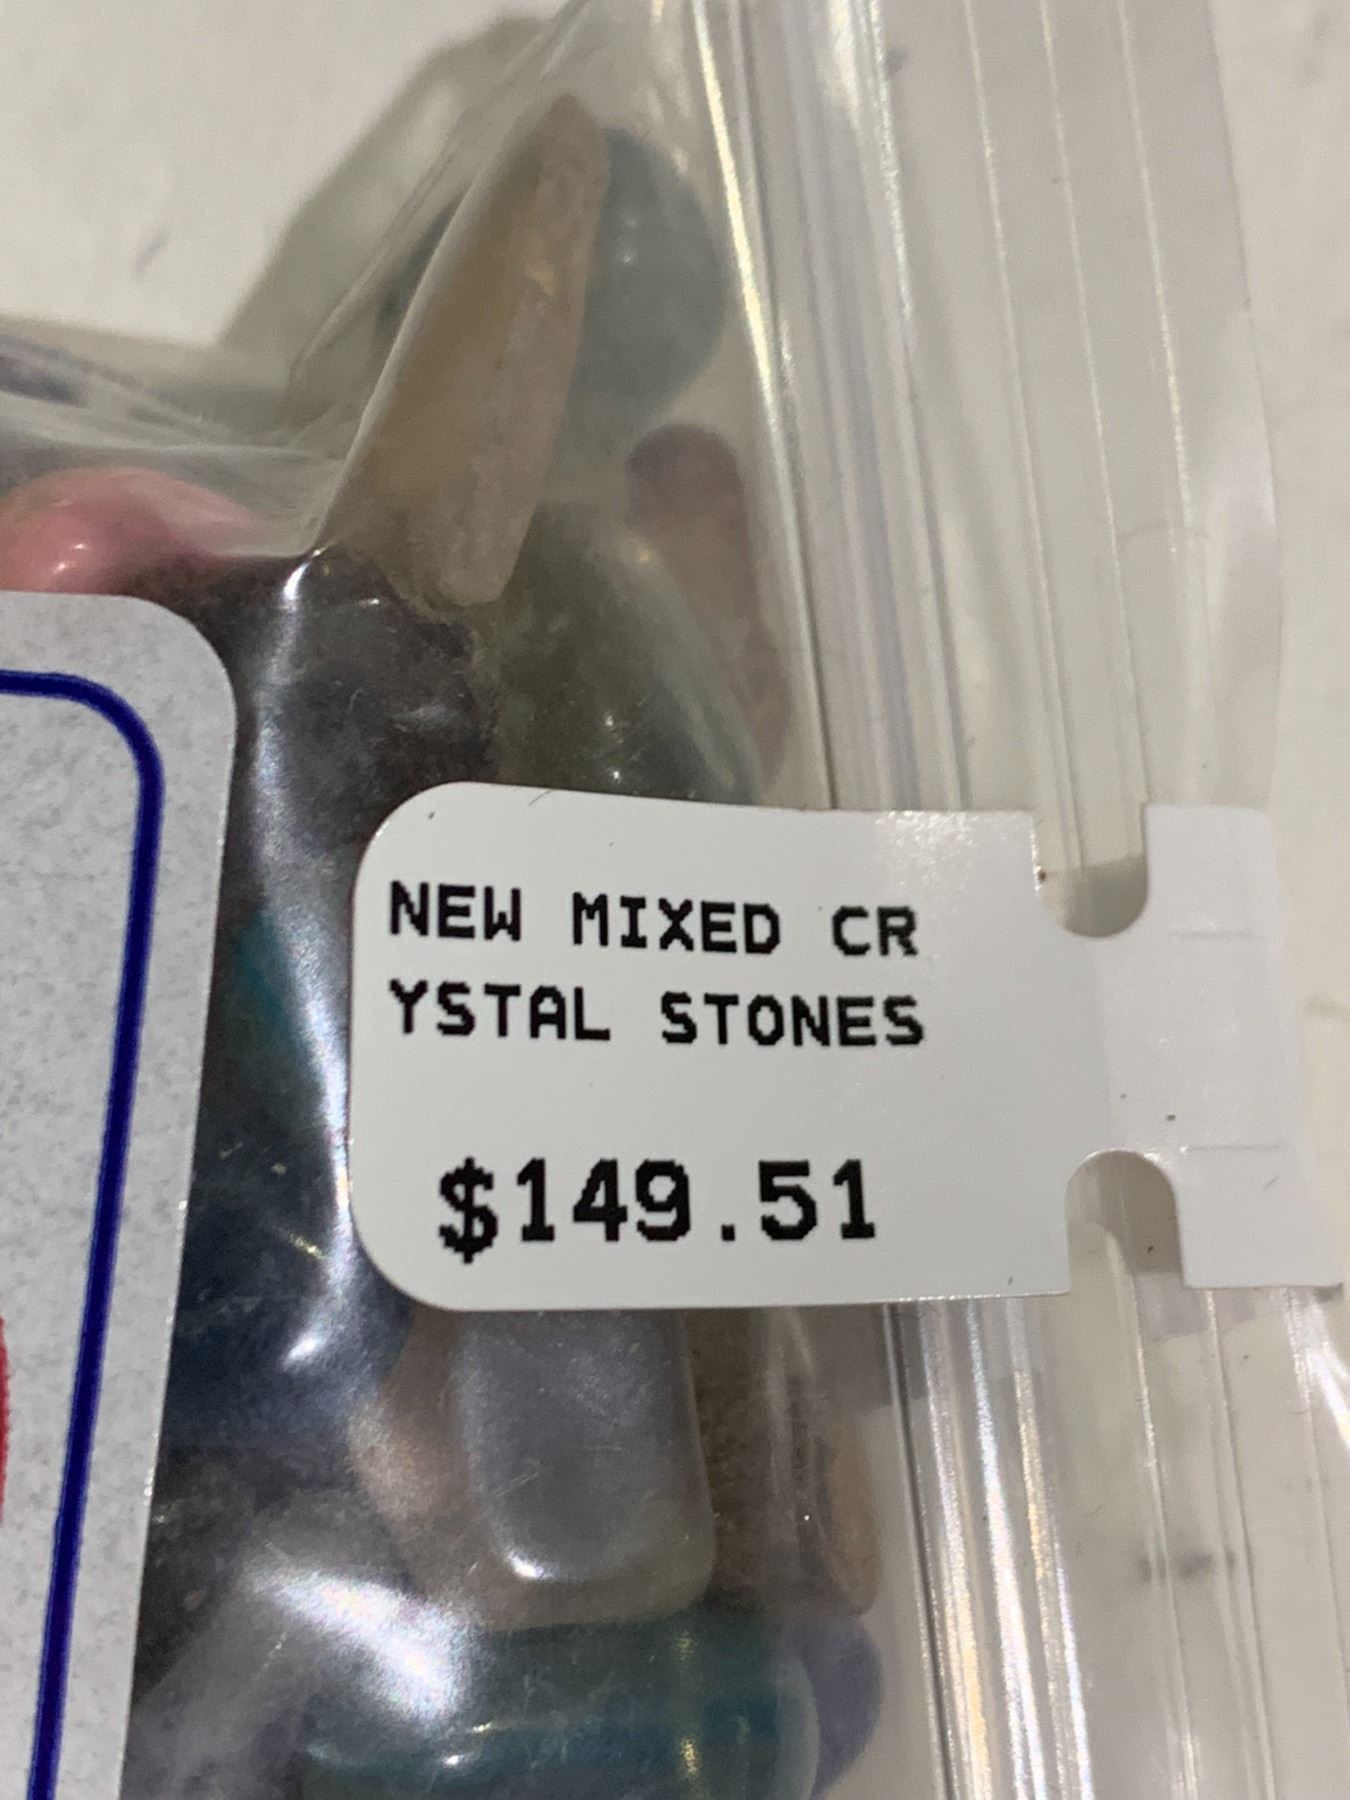 NEW MIXED CR
YSTAL STONES
$149.51